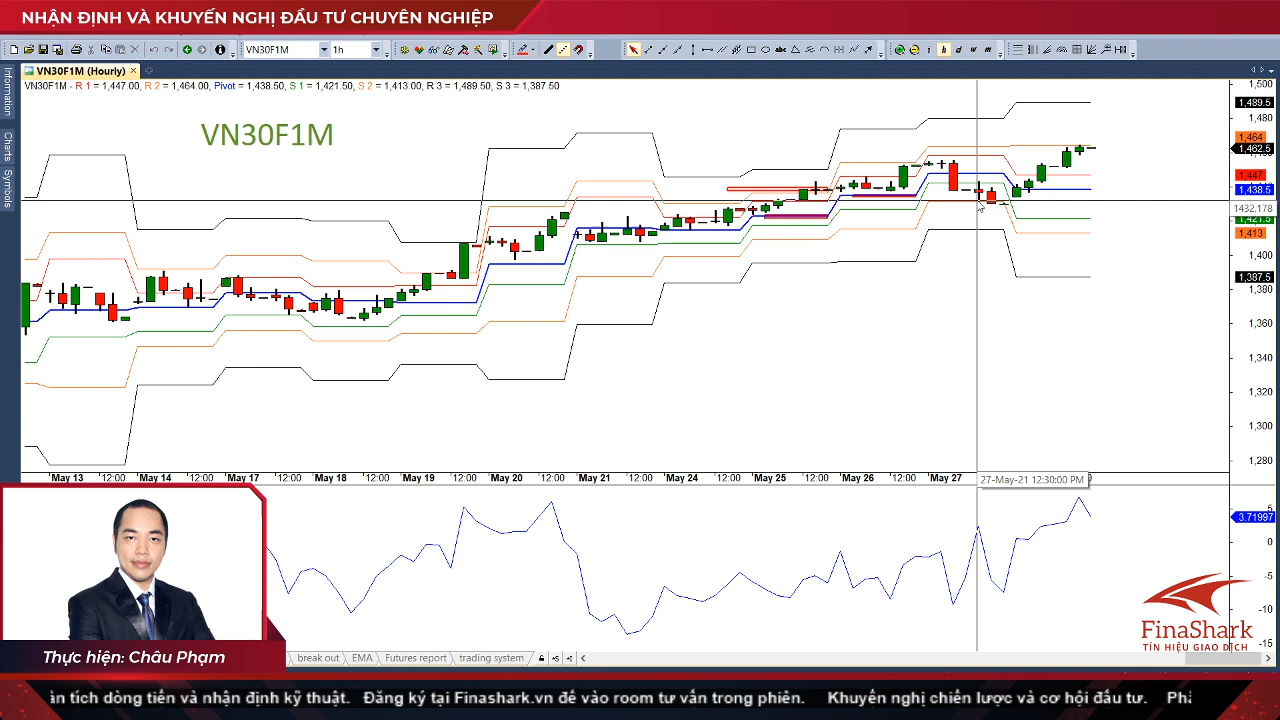 NHẬN ĐỊNH VÀ KHUYẾN NGHỊ ĐẦU TƯ CHUYÊN NGHIỆP
VN30F1M
1h
VN30F1M (Hourly)
VN30F1M - R 1 = 1,447.00, R 2 = 1,464.00, Pivot = 1,438.50, S 1 = 1,421.50, S 2 = 1,413.00, R 3 = 1,489.50, S 3 = 1,387.50
VN30F1M
Information
Charts
Symbols
1,500
1,489.5
1,480
1,464
1,462.5
1,447
1,438.5
1432.178
1,421.5
1,413
1,400
1,387.5
1,380
1,360
1,340
1,320
1,300
1,280
May 13 12:00 May 14 12:00 May 17 12:00 May 18 12:00 May 19 12:00 May 20 12:00 May 21 12:00 May 24 12:00 May 25 12:00 May 26 12:00 May 27
27-May-21 12:30:00 PM
5
3.71997
0
-5
-10
-15
FinaShark
TÍN HIỆU GIAO DỊCH
Thực hiện: Châu Phạm
break out EMA Futures report trading system
àn tích dòng tiền và nhận định kỹ thuật. Đăng ký tại Finashark.vn để vào room tư vấn trong phiên. Khuyến nghị chiến lược và cơ hội đầu tư.